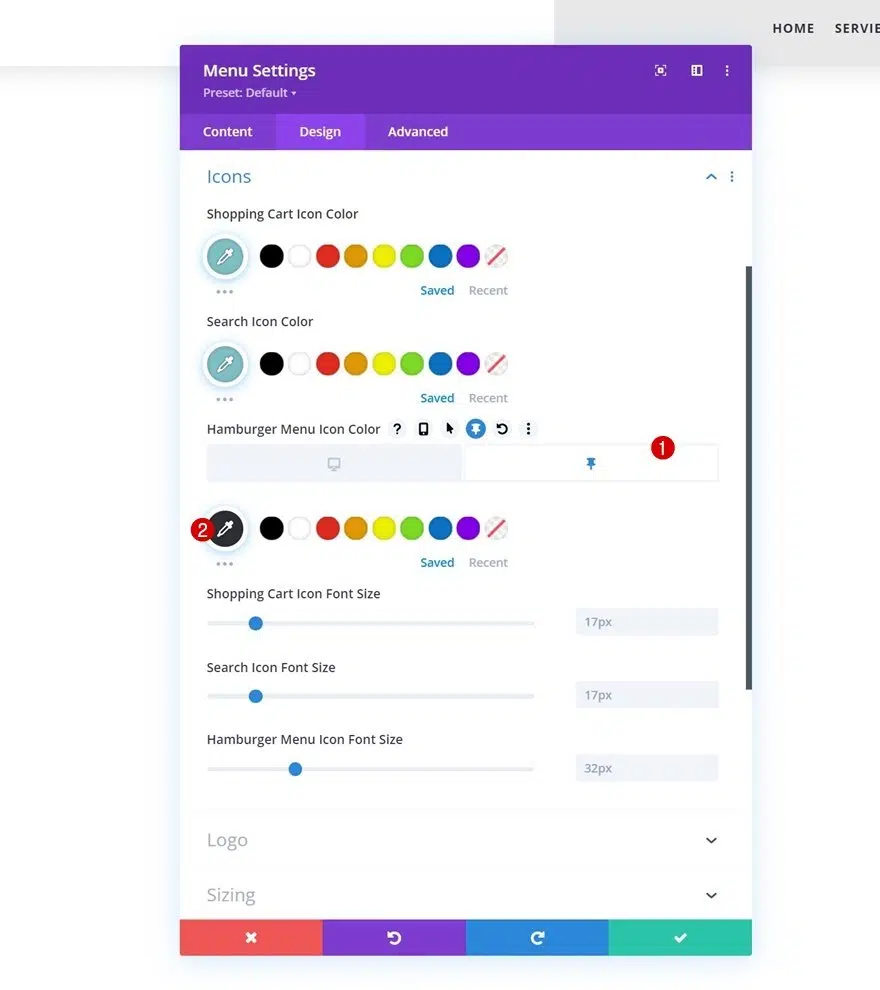 HOME SERVIE
Menu Settings
Preset: Default
Content Design Advanced
Icons
Shopping Cart Icon Color
Saved Recent
Search Icon Color
Saved Recent
Hamburger Menu Icon Color ?
1
2
Saved Recent
Shopping Cart Icon Font Size
17px
Search Icon Font Size
17px
Hamburger Menu Icon Font Size
32px
Logo
Sizing